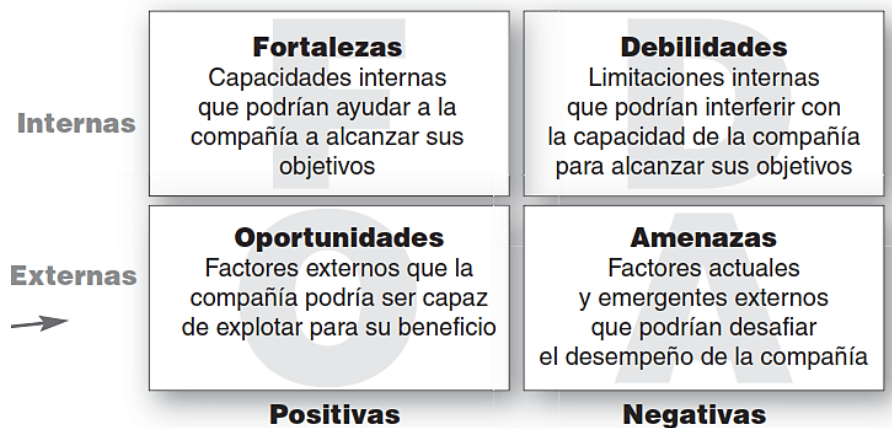 Fortalezas
Capacidades internas
que podrían ayudar a la
compañía a alcanzar sus
objetivos
Debilidades
Limitaciones internas
que podrían interferir con
la capacidad de la compañía
para alcanzar sus objetivos
Internas
F
D
Oportunidades
Factores externos que la
compañía podría ser capaz
de explotar para su beneficio
Amenazas
Factores actuales
y emergentes externos
que podrían desafiar
el desempeño de la compañía
Externas
O
A
Positivas
Negativas